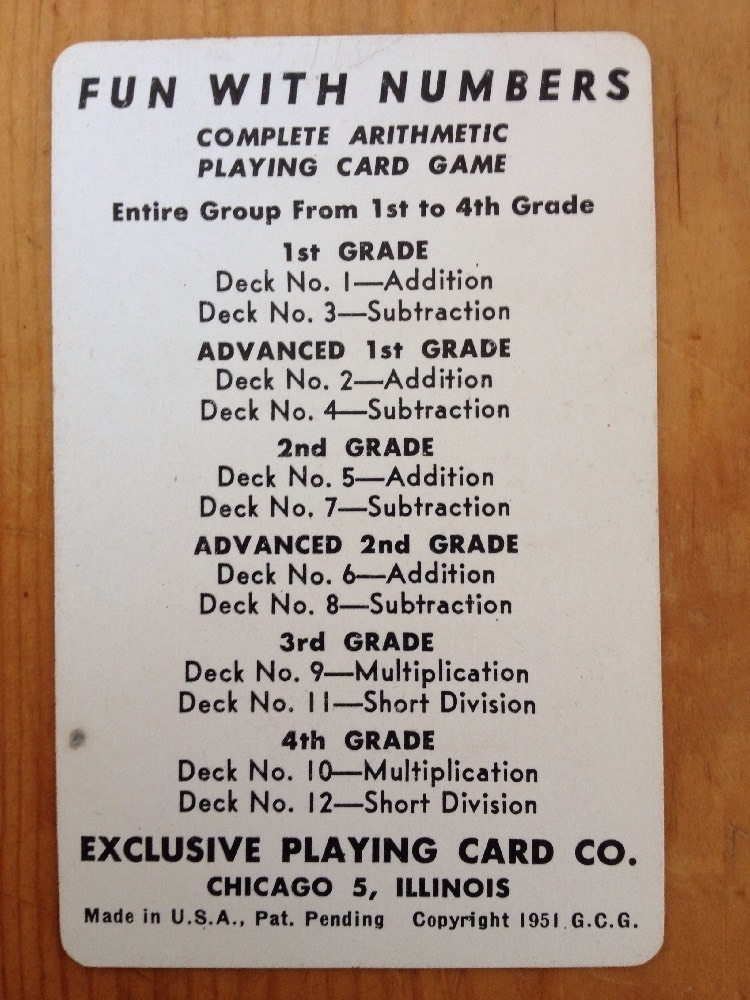 FUN WITH NUMBERS
COMPLETE ARITHMETIC
PLAYING CARD GAME
Entire Group From 1st to 4th Grade
1st GRADE
Deck No. 1—Addition
Deck No. 3—Subtraction
ADVANCED 1st GRADE
Deck No. 2—Addition
Deck No. 4—Subtraction
2nd GRADE
Deck No. 5—Addition
Deck No. 7—Subtraction
ADVANCED 2nd GRADE
Deck No. 6—Addition
Deck No. 8—Subtraction
3rd GRADE
Deck No. 9—Multiplication
Deck No. 11—Short Division
4th GRADE
Deck No. 10—Multiplication
Deck No. 12—Short Division
EXCLUSIVE PLAYING CARD CO.
CHICAGO 5, ILLINOIS
Made in U.S.A., Pat. Pending Copyright 1951 G.C.G.